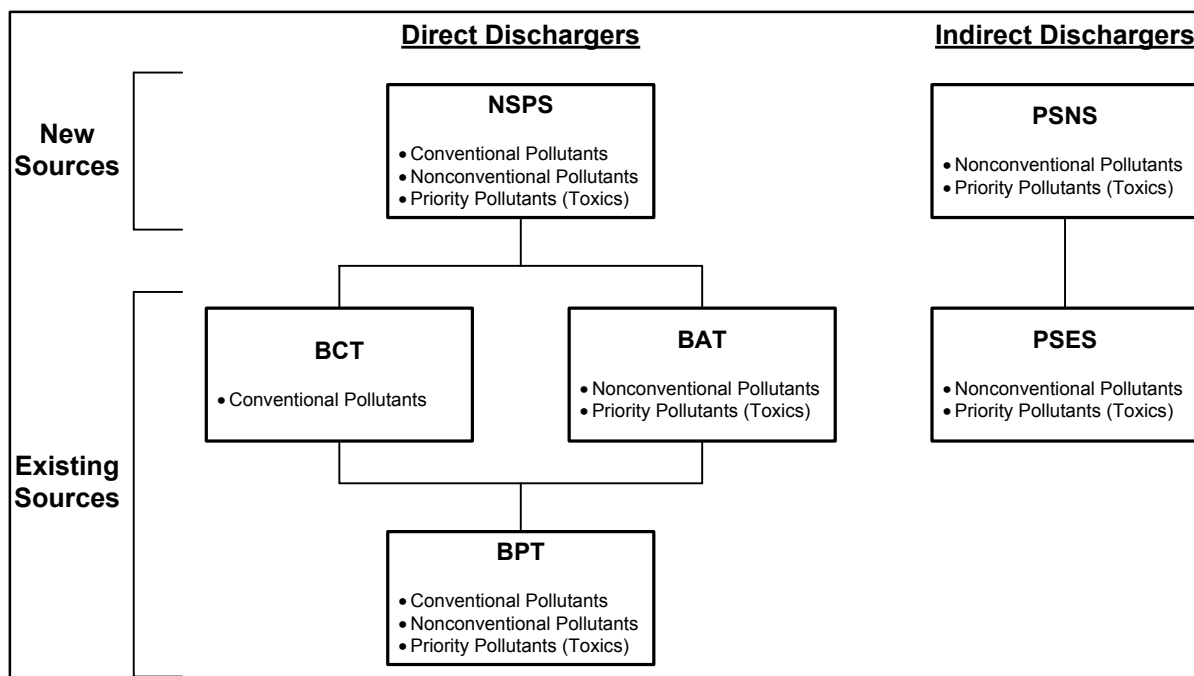 Direct Dischargers
Indirect Dischargers
New
Sources
NSPS
• Conventional Pollutants
• Nonconventional Pollutants
• Priority Pollutants (Toxics)
PSNS
• Nonconventional Pollutants
• Priority Pollutants (Toxics)
Existing
Sources
BCT
• Conventional Pollutants
BAT
• Nonconventional Pollutants
• Priority Pollutants (Toxics)
PSES
• Nonconventional Pollutants
• Priority Pollutants (Toxics)
BPT
• Conventional Pollutants
• Nonconventional Pollutants
• Priority Pollutants (Toxics)